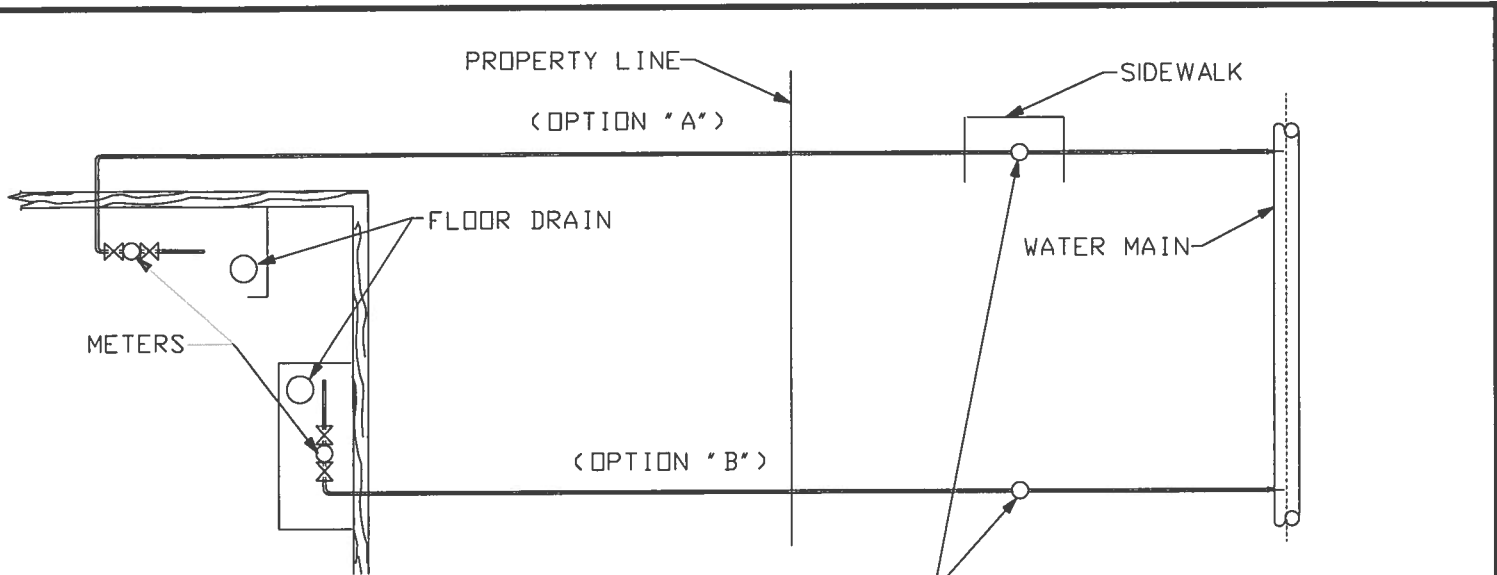 PROPERTY LINE
SIDEWALK
(OPTION "A")
FLOOR DRAIN
WATER MAIN
METERS
(OPTION "B")